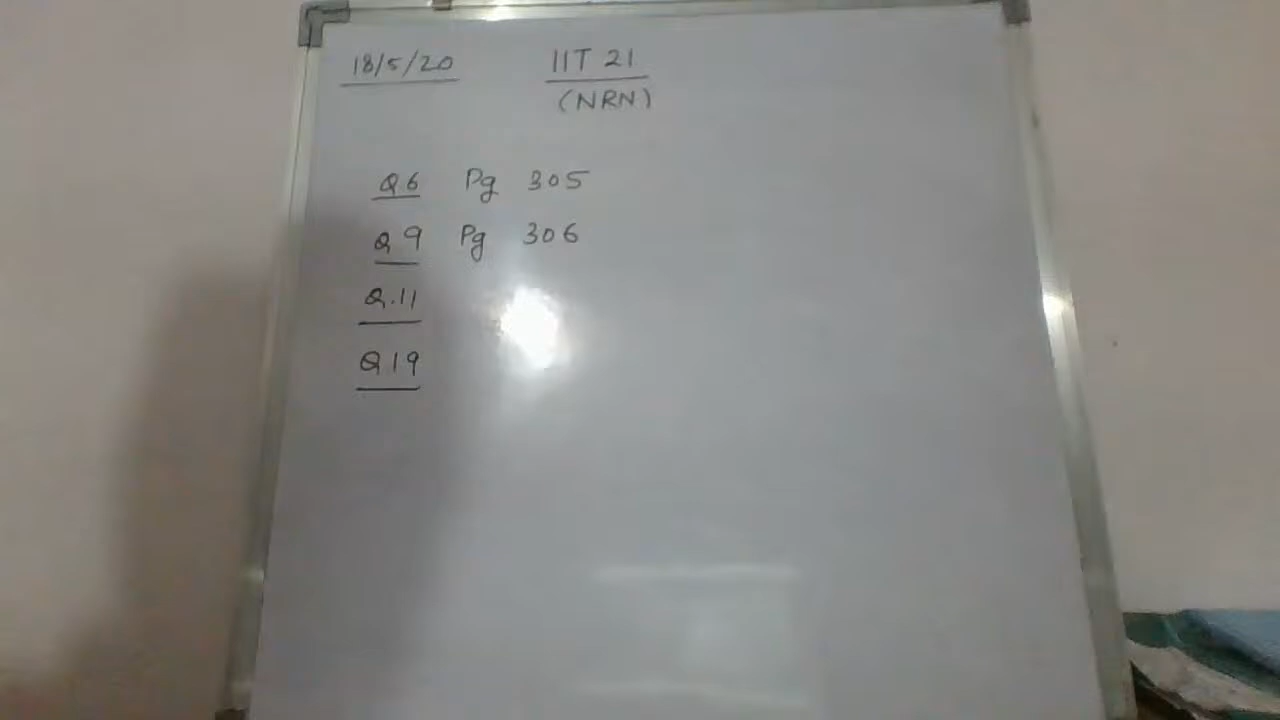 18/5/20 IIT 21
(NRN)
Q6 Pg 305
Q9 Pg 306
Q.11
Q19